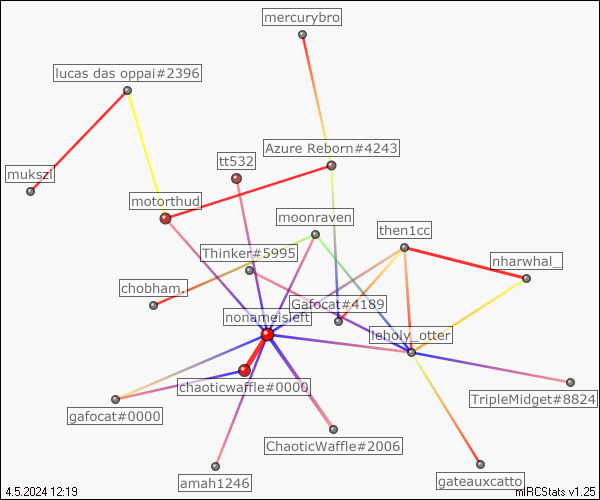 mercurybro
lucas das oppai#2396
Azure Reborn#4243
tt532
mukszi
motorthud
moonraven
then1cc
Thinker#5995
nharwhal_
chobham.
Gafocat#4189
nonameisleft
leholy_otter
chaoticwaffle#0000
TripleMidget#8824
gafocat#0000
ChaoticWaffle#2006
amah1246
gateauxcatto
4.5.2024 12:19
mIRCStats v1.25